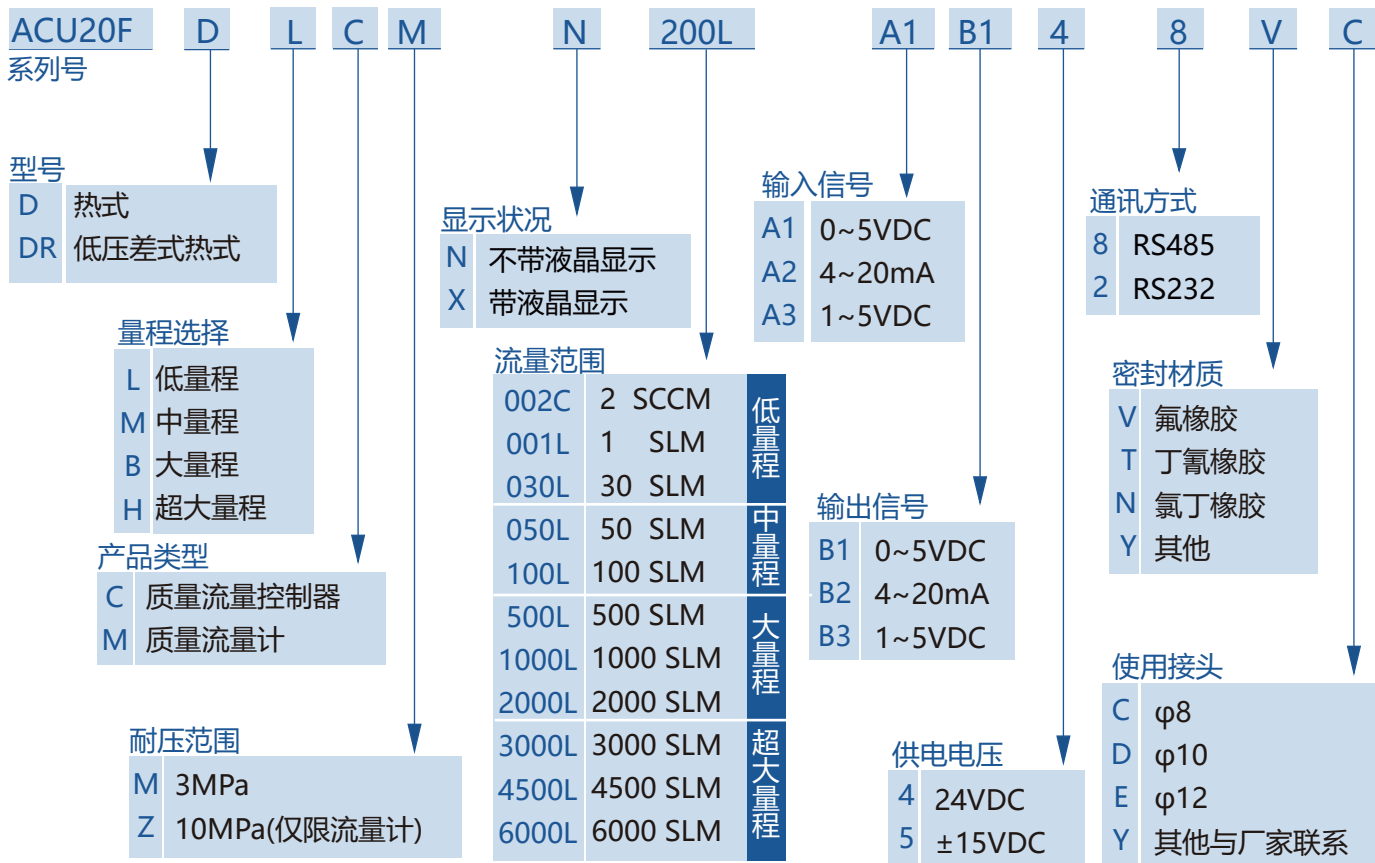 ACU20F D L C M N 200L A1 B1 4 8 V C
系列号
型号
D 热式
DR 低压差式热式
量程选择
L 低量程
M 中量程
B 大量程
H 超大量程
产品类型
C 质量流量控制器
M 质量流量计
耐压范围
M 3MPa
Z 10MPa(仅限流量计)
显示状况
N 不带液晶显示
X 带液晶显示
流量范围
002C 2 SCCM
001L 1 SLM
030L 30 SLM
低量程
050L 50 SLM
100L 100 SLM
中量程
500L 500 SLM
1000L 1000 SLM
2000L 2000 SLM
大量程
3000L 3000 SLM
4500L 4500 SLM
6000L 6000 SLM
超大量程
输入信号
A1 0~5VDC
A2 4~20mA
A3 1~5VDC
输出信号
B1 0~5VDC
B2 4~20mA
B3 1~5VDC
供电电压
4 24VDC
5 ±15VDC
通讯方式
8 RS485
2 RS232
密封材质
V 氟橡胶
T 丁氰橡胶
N 氯丁橡胶
Y 其他
使用接头
C φ8
D φ10
E φ12
Y 其他与厂家联系